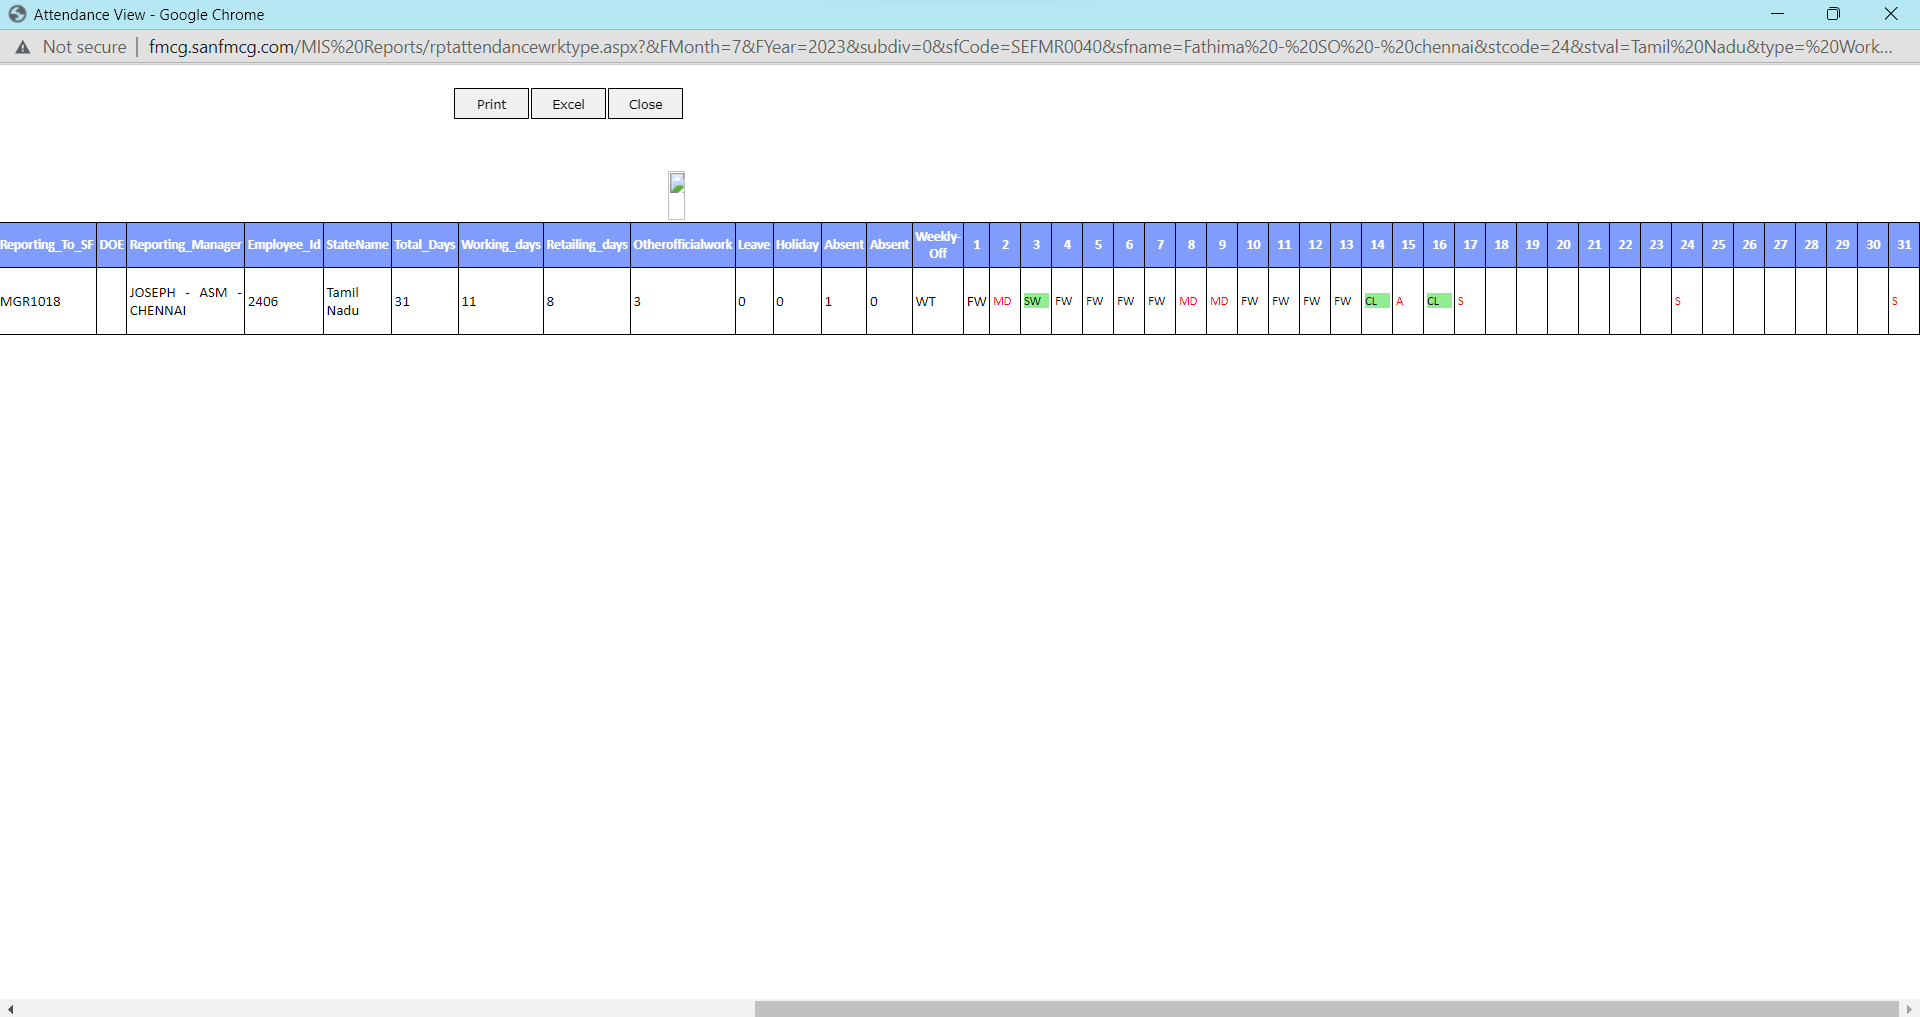 Attendance View - Google Chrome
Not secure | fmcg.sanfmcg.com/MIS%20Reports/rptattendancewrktype.aspx?&FMonth=7&FYear=2023&subdiv=0&sfCode=SEFMR0040&sfname=Fathima%20-%20SO%20-%20chennai&stcode=24&stval=Tamil%20Nadu&type=%20Work...
Print Excel Close
Reporting_To_SF DOE Reporting_Manager Employee_Id StateName Total_Days Working_days Retailing_days Otherofficialwork Leave Holiday Absent Absent Weekly-Off 1 2 3 4 5 6 7 8 9 10 11 12 13 14 15 16 17 18 19 20 21 22 23 24 25 26 27 28 29 30 31
MGR1018 JOSEPH - ASM - CHENNAI 2406 Tamil Nadu 31 11 8 3 0 0 1 0 WT FW MD SW FW FW FW FW MD MD FW FW FW FW CL A CL S S S